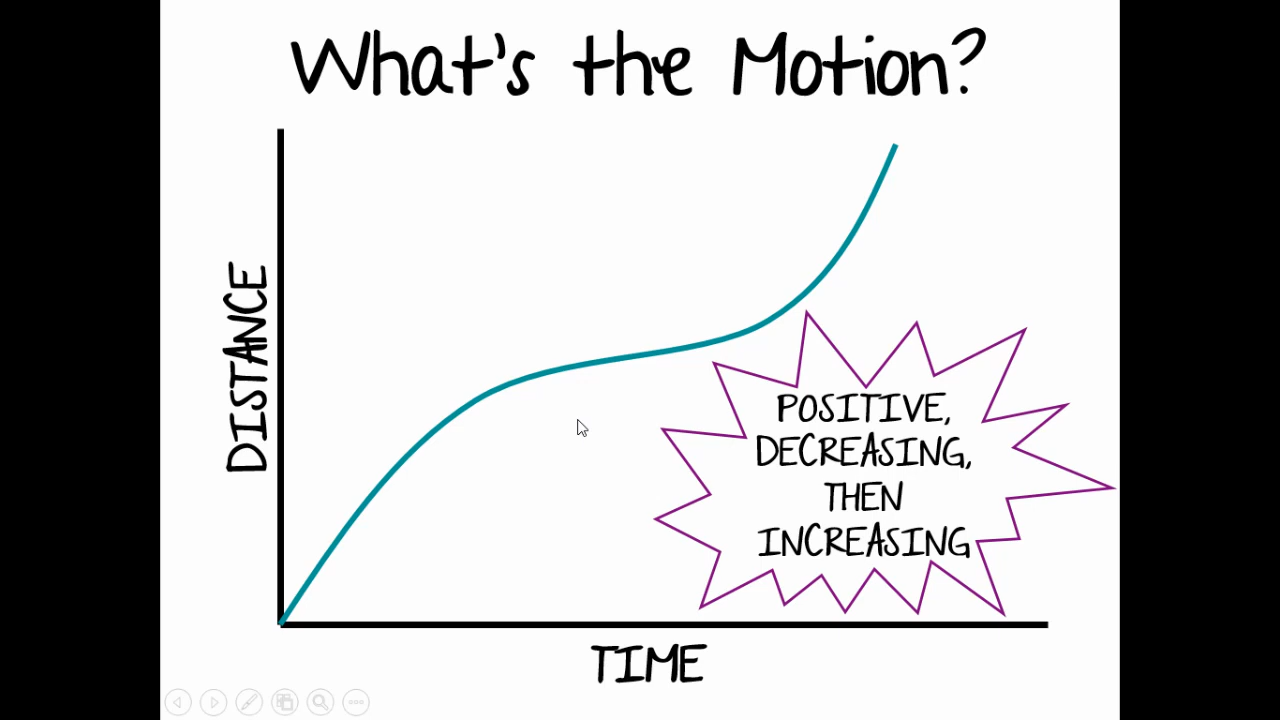 What's the Motion?
DISTANCE
POSITIVE,
DECREASING,
THEN
INCREASING
TIME